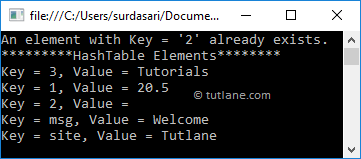 file:///C:/Users/surdasari/Docume...
An element with Key = '2' already exists.
*********HashTable Elements********
Key = 3, Value = Tutorials
Key = 1, Value = 20.5
© tutlane.com
Key = 2, Value =
Key = msg, Value = Welcome
Key = site, Value = Tutlane